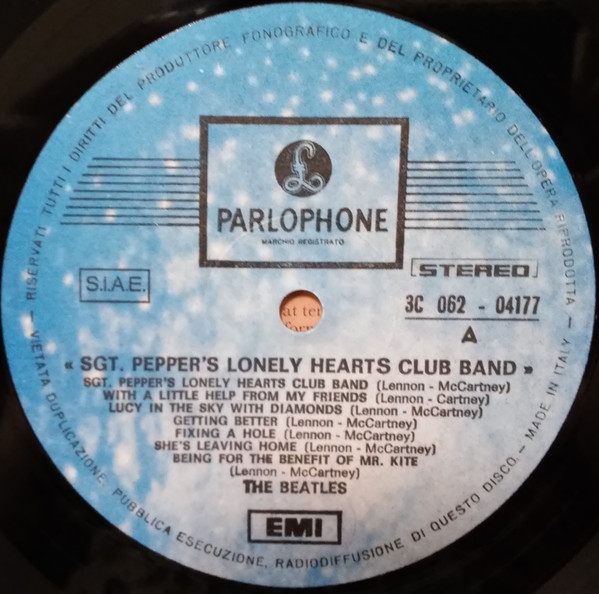 RISERVATI TUTTI I DIRITTI DEL PRODUTTORE FONOGRAFICO E DEL PROPRIETARIO DELL'OPERA RIPRODOTTA — MADE IN ITALY —
£
PARLOPHONE
MARCHIO REGISTRATO
S.I.A.E.
STEREO
3C 062 - 04177
A
at ter
« SGT. PEPPER'S LONELY HEARTS CLUB BAND »
SGT. PEPPER'S LONELY HEARTS CLUB BAND (Lennon - McCartney)
WITH A LITTLE HELP FROM MY FRIENDS (Lennon - Cartney)
LUCY IN THE SKY WITH DIAMONDS (Lennon - McCartney)
GETTING BETTER (Lennon - McCartney)
FIXING A HOLE (Lennon - McCartney)
SHE'S LEAVING HOME (Lennon - McCartney)
BEING FOR THE BENEFIT OF MR. KITE
(Lennon - McCartney)
THE BEATLES
EMI
— VIETATA DUPLICAZIONE, PUBBLICA ESECUZIONE, RADIODIFFUSIONE DI QUESTO DISCO.